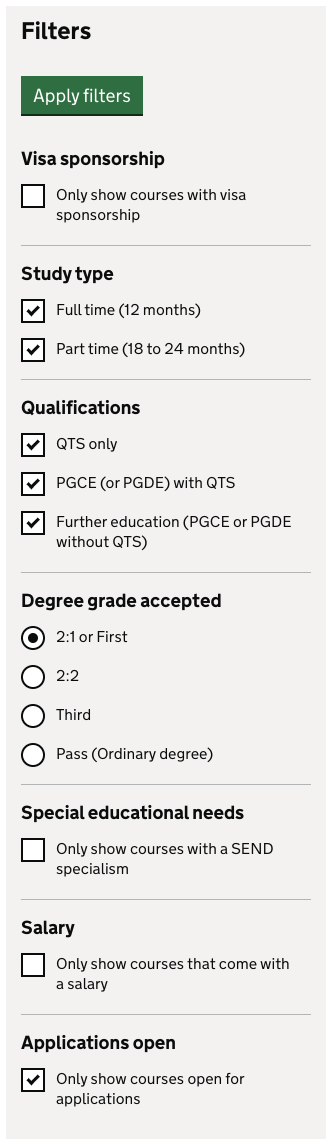 Filters
Apply filters
Visa sponsorship
Only show courses with visa
sponsorship
Study type
Full time (12 months)
Part time (18 to 24 months)
Qualifications
QTS only
PGCE (or PGDE) with QTS
Further education (PGCE or PGDE
without QTS)
Degree grade accepted
2:1 or First
2:2
Third
Pass (Ordinary degree)
Special educational needs
Only show courses with a SEND
specialism
Salary
Only show courses that come with
a salary
Applications open
Only show courses open for
applications